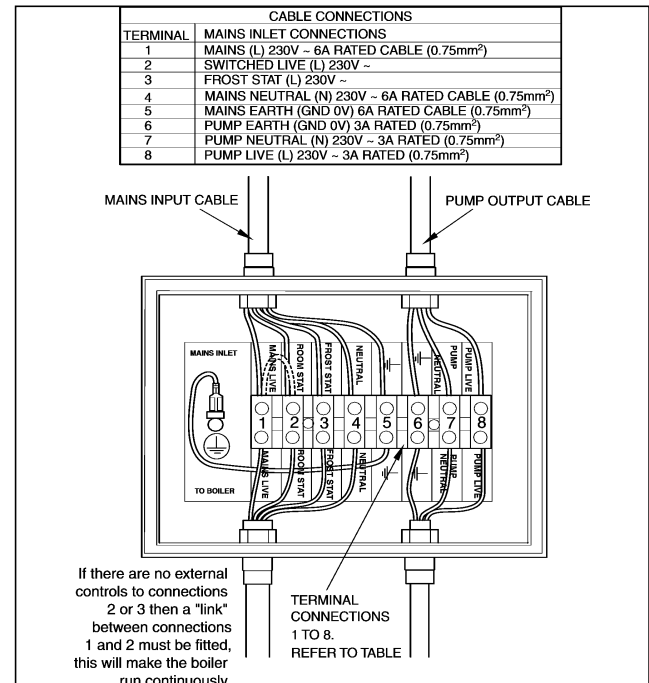 CABLE CONNECTIONS
TERMINAL MAINS INLET CONNECTIONS
1 MAINS (L) 230V ~ 6A RATED CABLE (0.75mm²)
2 SWITCHED LIVE (L) 230V ~
3 FROST STAT (L) 230V ~
4 MAINS NEUTRAL (N) 230V ~ 6A RATED CABLE (0.75mm²)
5 MAINS EARTH (GND 0V) 6A RATED CABLE (0.75mm²)
6 PUMP EARTH (GND 0V) 3A RATED (0.75mm²)
7 PUMP NEUTRAL (N) 230V ~ 3A RATED (0.75mm²)
8 PUMP LIVE (L) 230V ~ 3A RATED (0.75mm²)
MAINS INPUT CABLE
PUMP OUTPUT CABLE
MAINS INLET
MAINS LIVE
ROOM STAT
FROST STAT
NEUTRAL
PUMP
NEUTRAL
PUMP LIVE
1 2 3 4 5 6 7 8
TO BOILER
MAINS LIVE
ROOM STAT
FROST STAT
NEUTRAL
PUMP
NEUTRAL
PUMP LIVE
If there are no external
controls to connections
2 or 3 then a "link"
between connections
1 and 2 must be fitted,
this will make the boiler
run continuously
TERMINAL
CONNECTIONS
1 TO 8.
REFER TO TABLE